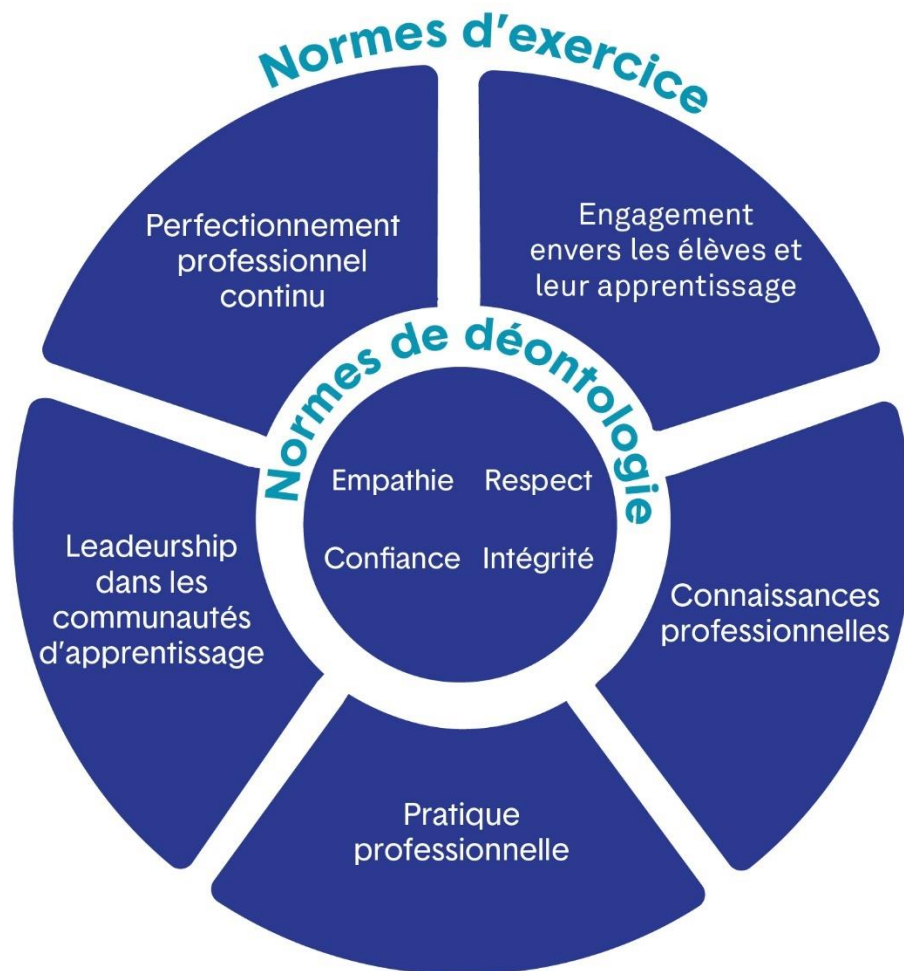 Normes d'exercice
Perfectionnement
professionnel
continu
Engagement
envers les élèves et
leur apprentissage
Normes de déontologie
Empathie Respect
Confiance Intégrité
Leadeurship
dans les
communautés
d'apprentissage
Connaissances
professionnelles
Pratique
professionnelle